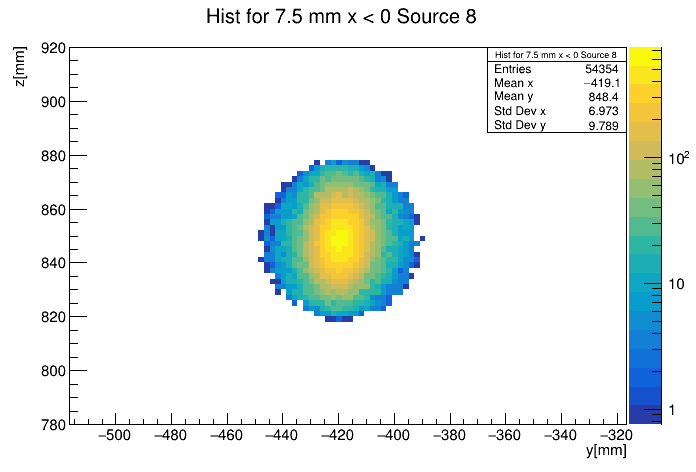 Hist for 7.5 mm x < 0 Source 8
z[mm]
920
900
880
860
840
820
800
780
Hist for 7.5 mm x < 0 Source 8
Entries 54354
Mean x −419.1
Mean y 848.4
Std Dev x 6.973
Std Dev y 9.789
10²
10
1
−500 −480 −460 −440 −420 −400 −380 −360 −340 −320
y[mm]